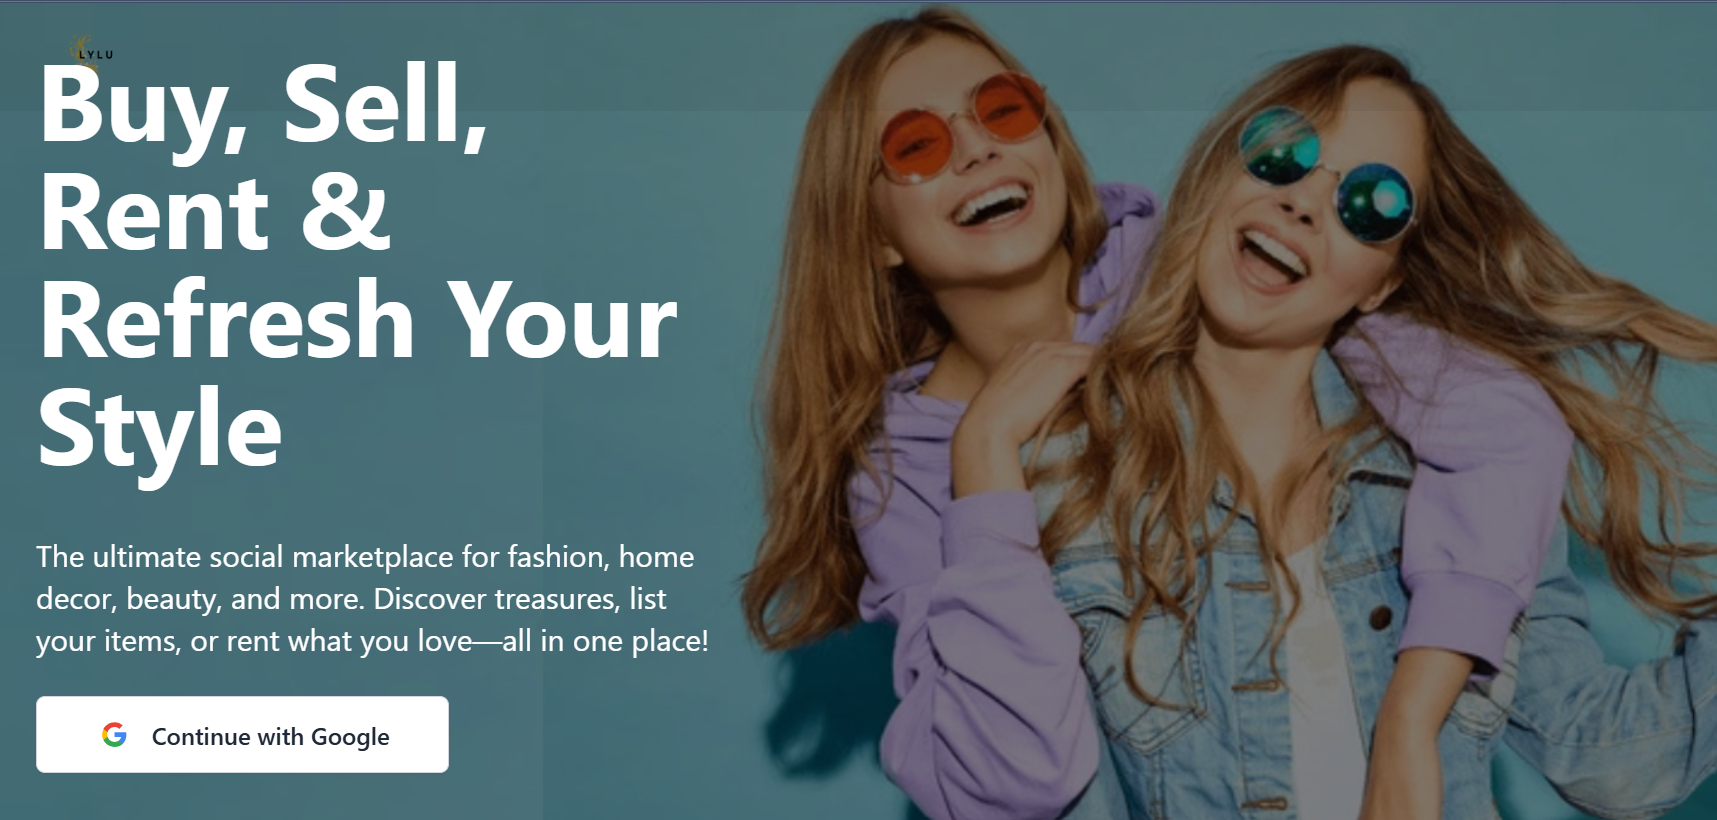 LYLU
Buy, Sell,
Rent &
Refresh Your
Style
The ultimate social marketplace for fashion, home
decor, beauty, and more. Discover treasures, list
your items, or rent what you love—all in one place!
Continue with Google